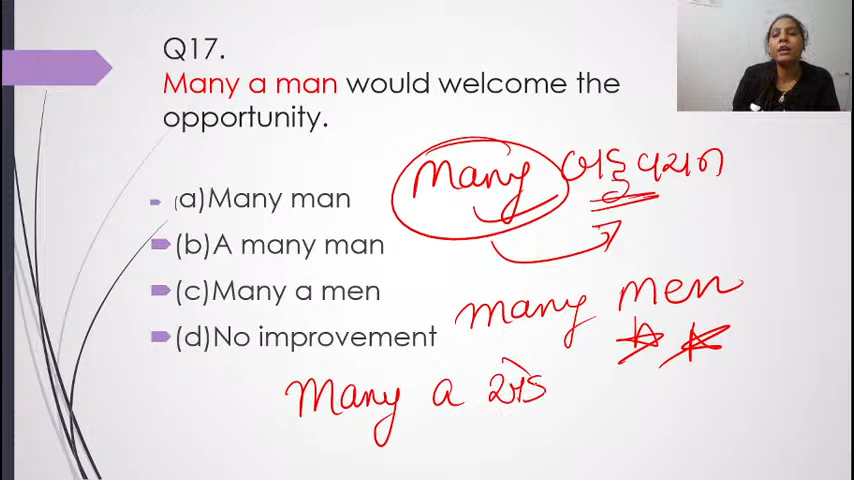 Q17.
Many a man would welcome the
opportunity.
(a)Many man
(b)A many man
(c)Many a men
(d)No improvement
Many બહુવચન
many men
Many a એક